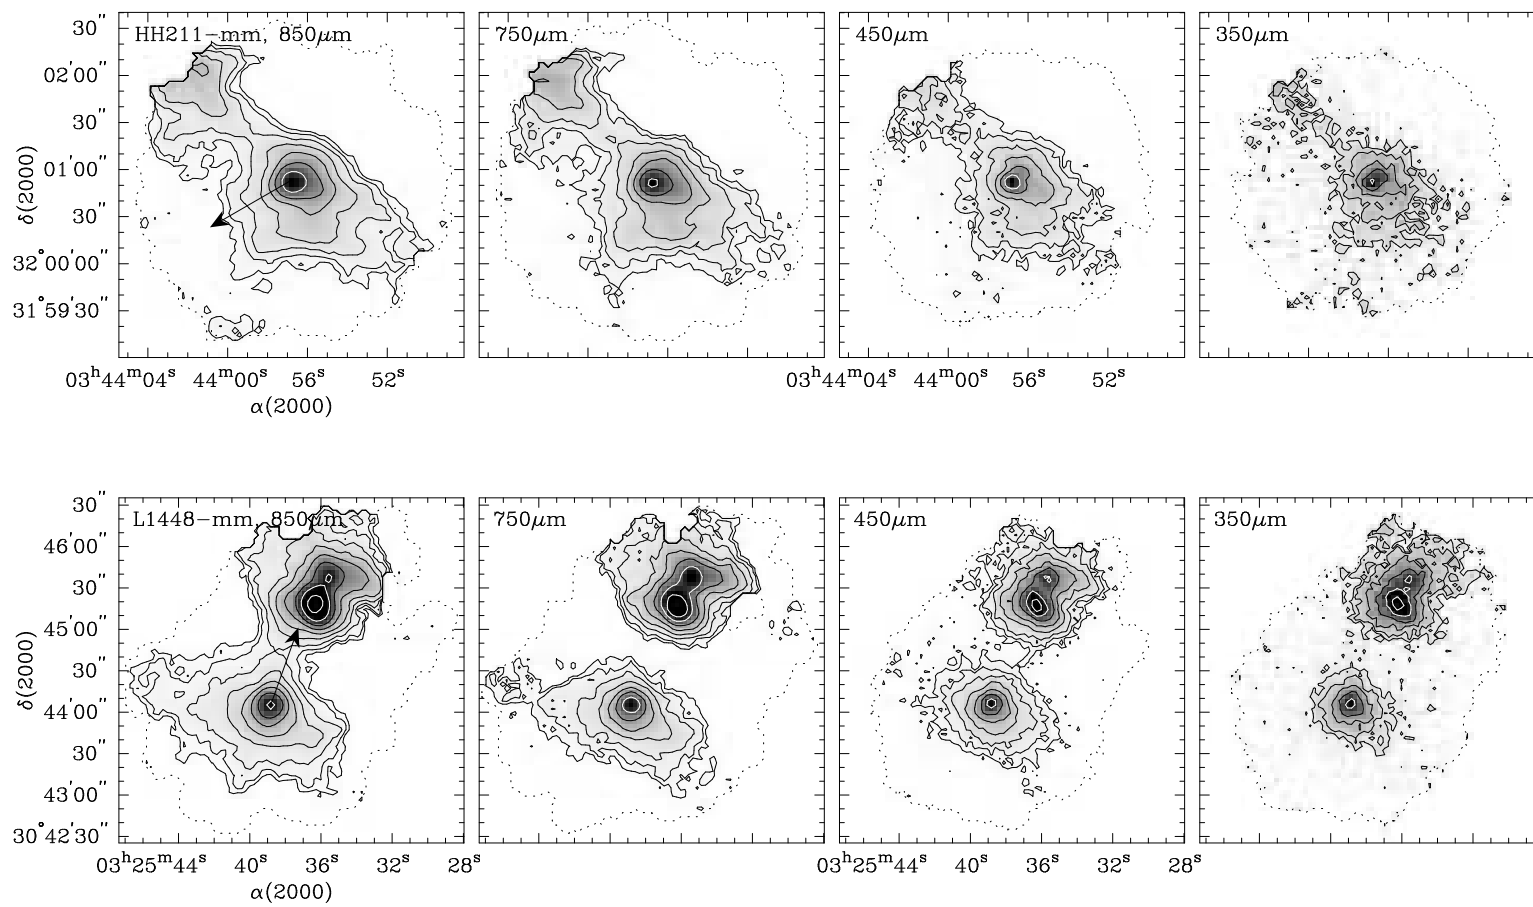 HH211-mm, 850μm
750μm
450μm
350μm
30″
02′00″
30″
01′00″
30″
32°00′00″
31°59′30″
δ(2000)
03ʰ44ᵐ04ˢ 44ᵐ00ˢ 56ˢ 52ˢ
03ʰ44ᵐ04ˢ 44ᵐ00ˢ 56ˢ 52ˢ
α(2000)
L1448-mm, 850μm
750μm
450μm
350μm
30″
46′00″
30″
45′00″
30″
44′00″
30″
43′00″
30°42′30″
δ(2000)
03ʰ25ᵐ44ˢ 40ˢ 36ˢ 32ˢ 28ˢ
03ʰ25ᵐ44ˢ 40ˢ 36ˢ 32ˢ
α(2000)